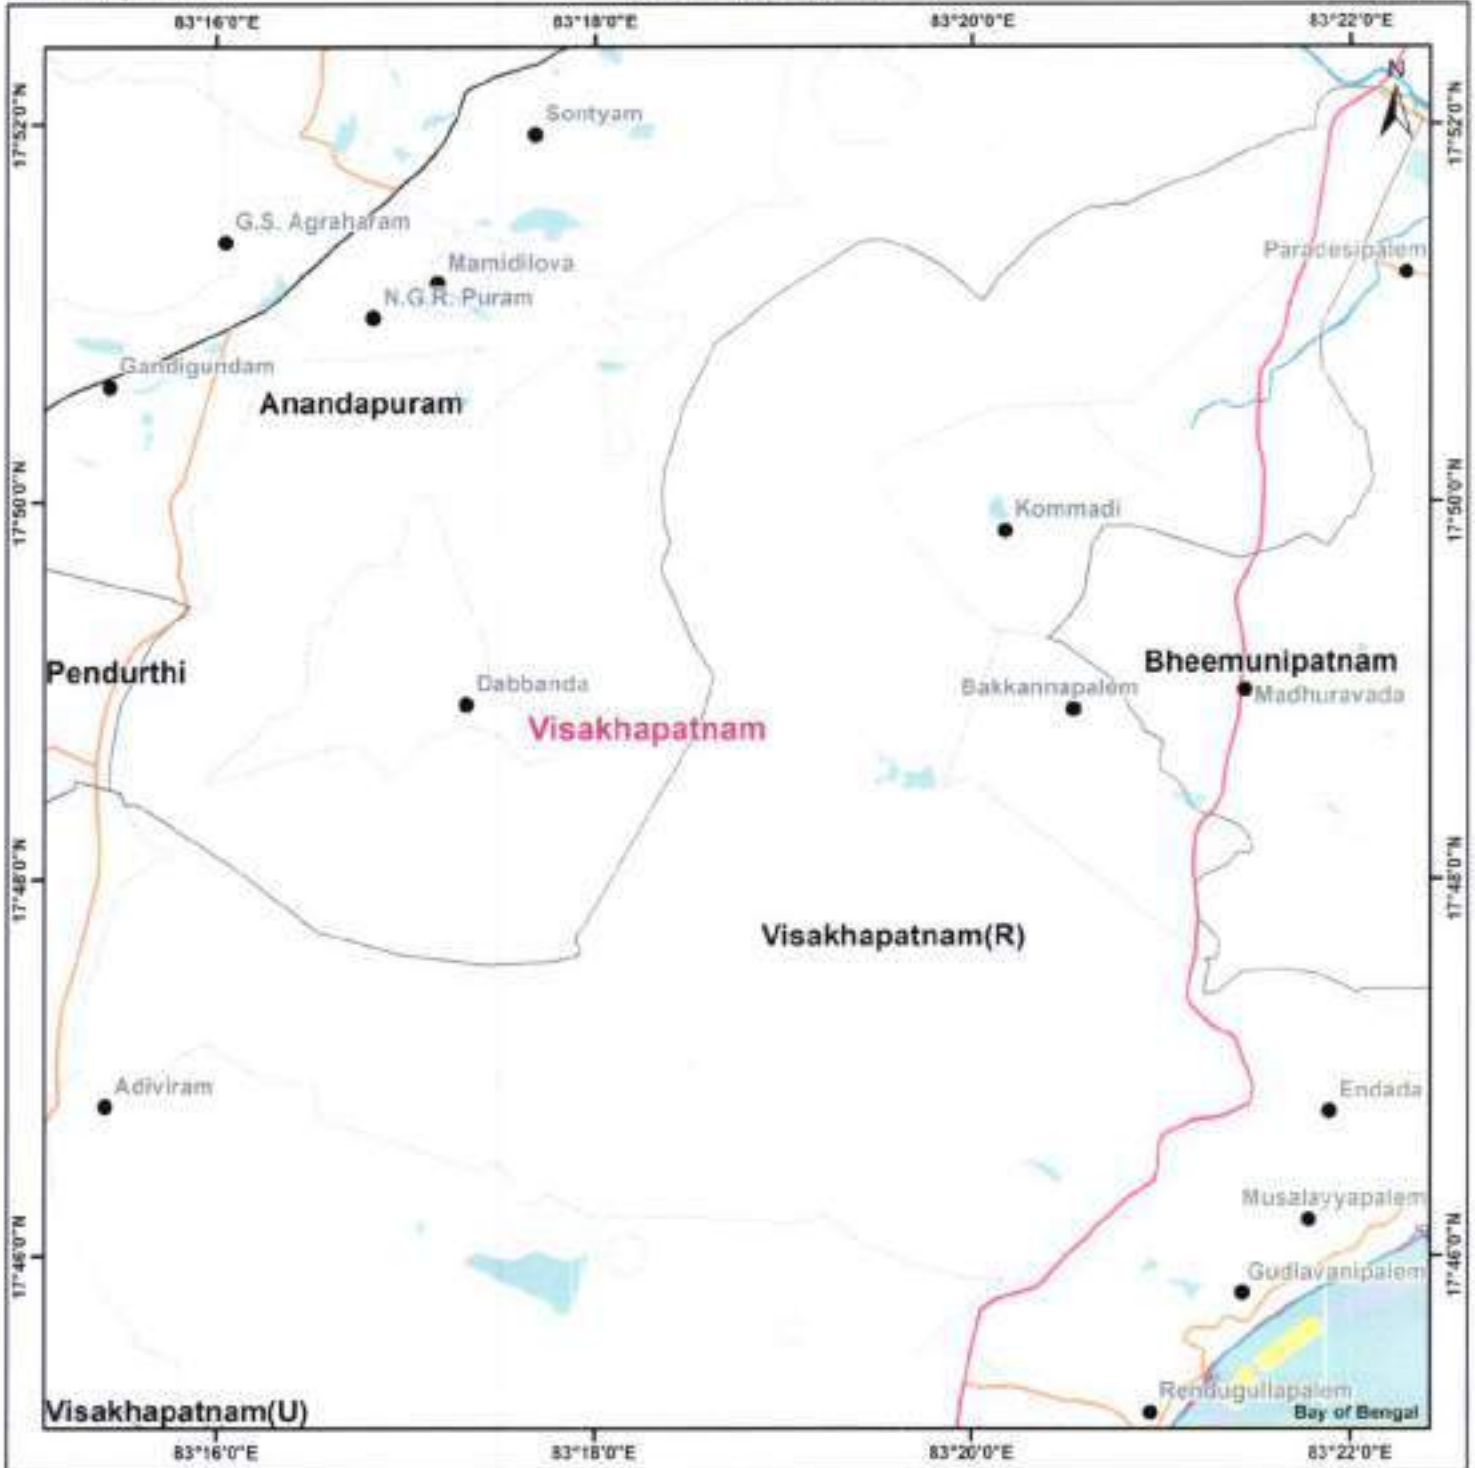 83°16'0"E 83°18'0"E 83°20'0"E 83°22'0"E
N
17°52'0"N 17°52'0"N
Sontyam
G.S. Agraharam
Paradesipalem
Mamidilova
N.G.R. Puram
Gandigundam
Anandapuram
17°50'0"N 17°50'0"N
Kommadi
Pendurthi
Bheemunipatnam
Dabbanda
Bakkannapalem
Madhuravada
Visakhapatnam
17°48'0"N 17°48'0"N
Visakhapatnam(R)
Adiviram
Endada
Musalavyapalem
17°46'0"N 17°46'0"N
Gudlavanipalem
Rendugullapalem
Visakhapatnam(U)
Bay of Bengal
83°16'0"E 83°18'0"E 83°20'0"E 83°22'0"E